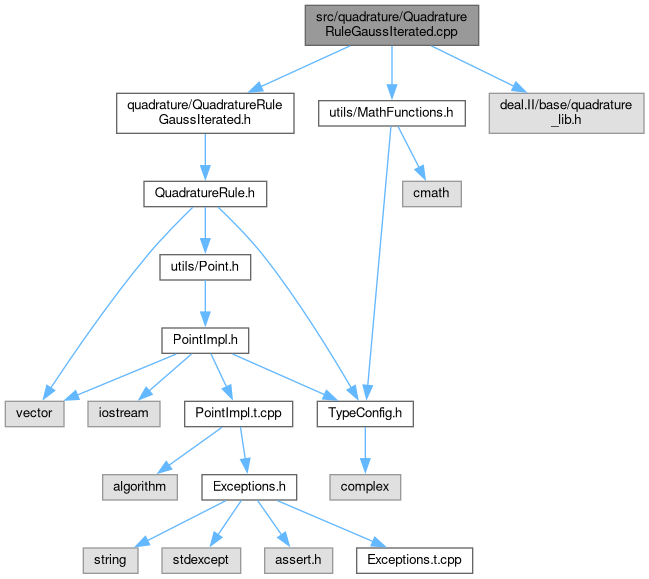 src/quadrature/Quadrature
RuleGaussIterated.cpp
quadrature/QuadratureRule
GaussIterated.h
utils/MathFunctions.h
deal.II/base/quadrature
_lib.h
QuadratureRule.h
cmath
utils/Point.h
PointImpl.h
vector
iostream
PointImpl.t.cpp
TypeConfig.h
algorithm
Exceptions.h
complex
string
stdexcept
assert.h
Exceptions.t.cpp